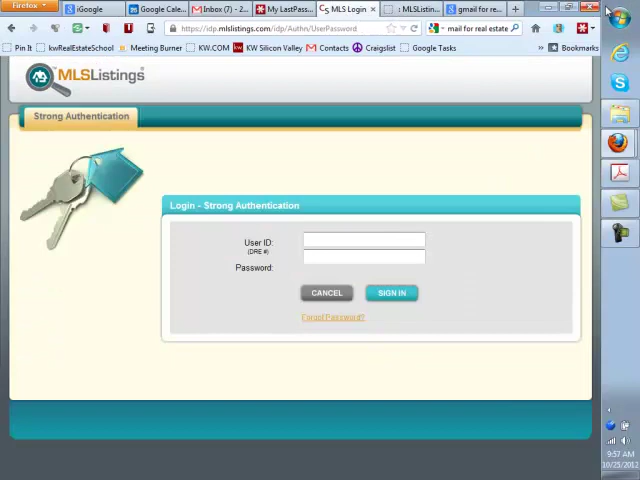 Firefox
iGoogle
Google Cale...
Inbox (7) - 2...
My LastPass...
MLS Login
: MLSListin...
gmail for re...
https://idp.mlslistings.com/idp/Authn/UserPassword
mail for real estate
Pin It
kwRealEstateSchool
Meeting Burner
KW.COM
KW Silicon Valley
Contacts
Craigslist
Google Tasks
Bookmarks
MLSListings
Strong Authentication
Login - Strong Authentication
User ID:
(DRE #)
Password:
CANCEL
SIGN IN
Forgot Password?
9:57 AM
10/25/2012